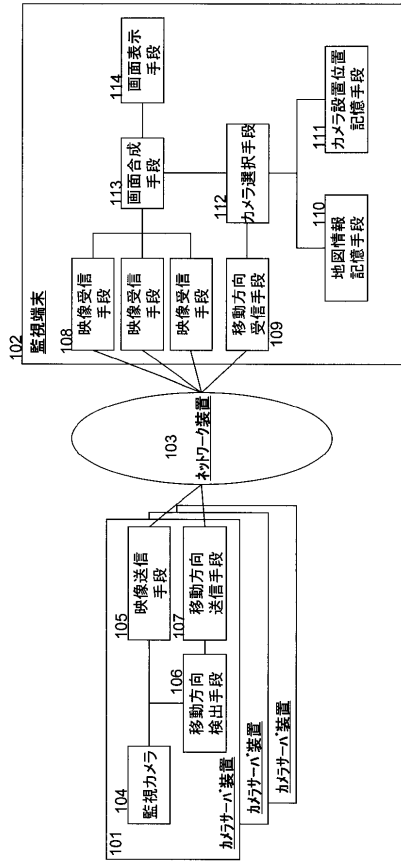 101
104
監視カメラ
105
映像送信
手段
106
移動方向
検出手段
107
移動方向
送信手段
カメラサーバ装置
カメラサーバ装置
カメラサーバ装置
103
ネットワーク装置
102
監視端末
108
映像受信
手段
映像受信
手段
映像受信
手段
109
移動方向
受信手段
113
画面合成
手段
114
画面表示
手段
112
カメラ選択手段
110
地図情報
記憶手段
111
カメラ設置位置
記憶手段